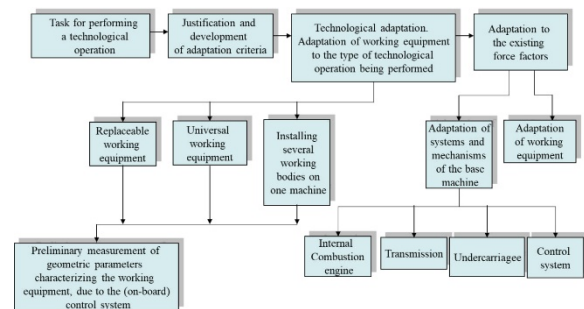 Task for performing
a technological
operation
Justification and
development
of adaptation criteria
Technological adaptation.
Adaptation of working equipment
to the type of technological
operation being performed
Adaptation to
the existing
force factors
Replaceable
working
equipment
Universal
working
equipment
Installing
several
working
bodies on
one machine
Adaptation of
systems and
mechanisms
of the base
machine
Adaptation
of working
equipment
Preliminary measurement of
geometric parameters
characterizing the working
equipment, due to the (on-board)
control system
Internal
Combustion
engine
Transmission
Undercarriagee
Control
system